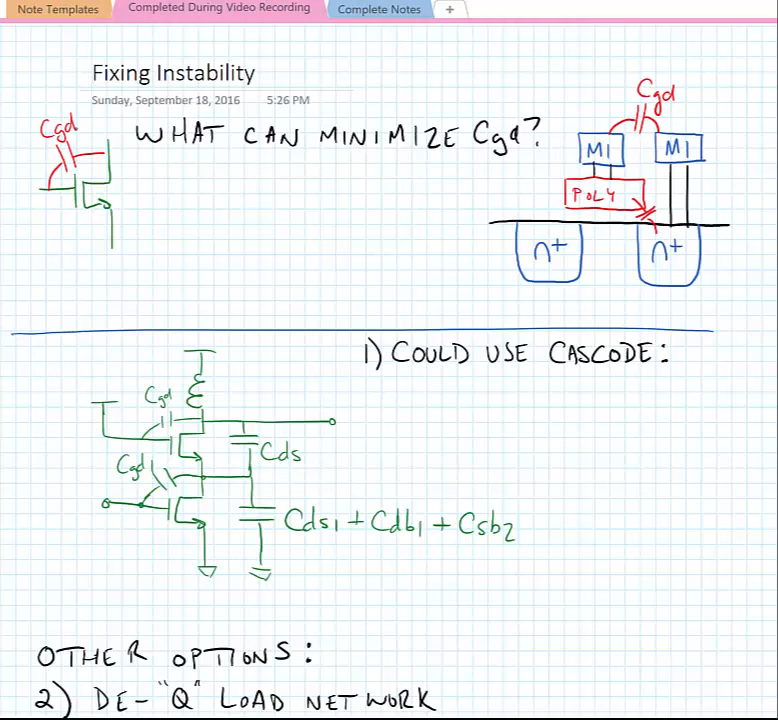 Note Templates
Completed During Video Recording
Complete Notes
+
Fixing Instability
Sunday, September 18, 2016 5:26 PM
Cgd
WHAT CAN MINIMIZE Cgd?
Cgd
M1 M1
POLY
n+ n+
1) COULD USE CASCODE:
Cgd
Cds
Cgd1
Cds1 + Cdb1 + Csb2
OTHER OPTIONS:
2) DE-"Q" LOAD NETWORK